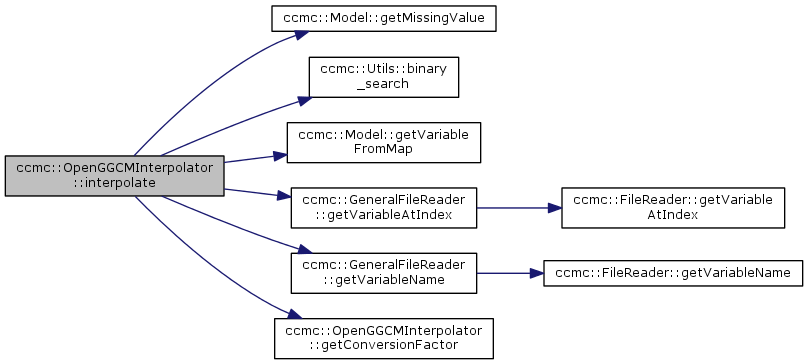 ccmc::Model::getMissingValue
ccmc::Utils::binary
_search
ccmc::Model::getVariable
FromMap
ccmc::OpenGGCMInterpolator
::interpolate
ccmc::GeneralFileReader
::getVariableAtIndex
ccmc::FileReader::getVariable
AtIndex
ccmc::GeneralFileReader
::getVariableName
ccmc::FileReader::getVariableName
ccmc::OpenGGCMInterpolator
::getConversionFactor